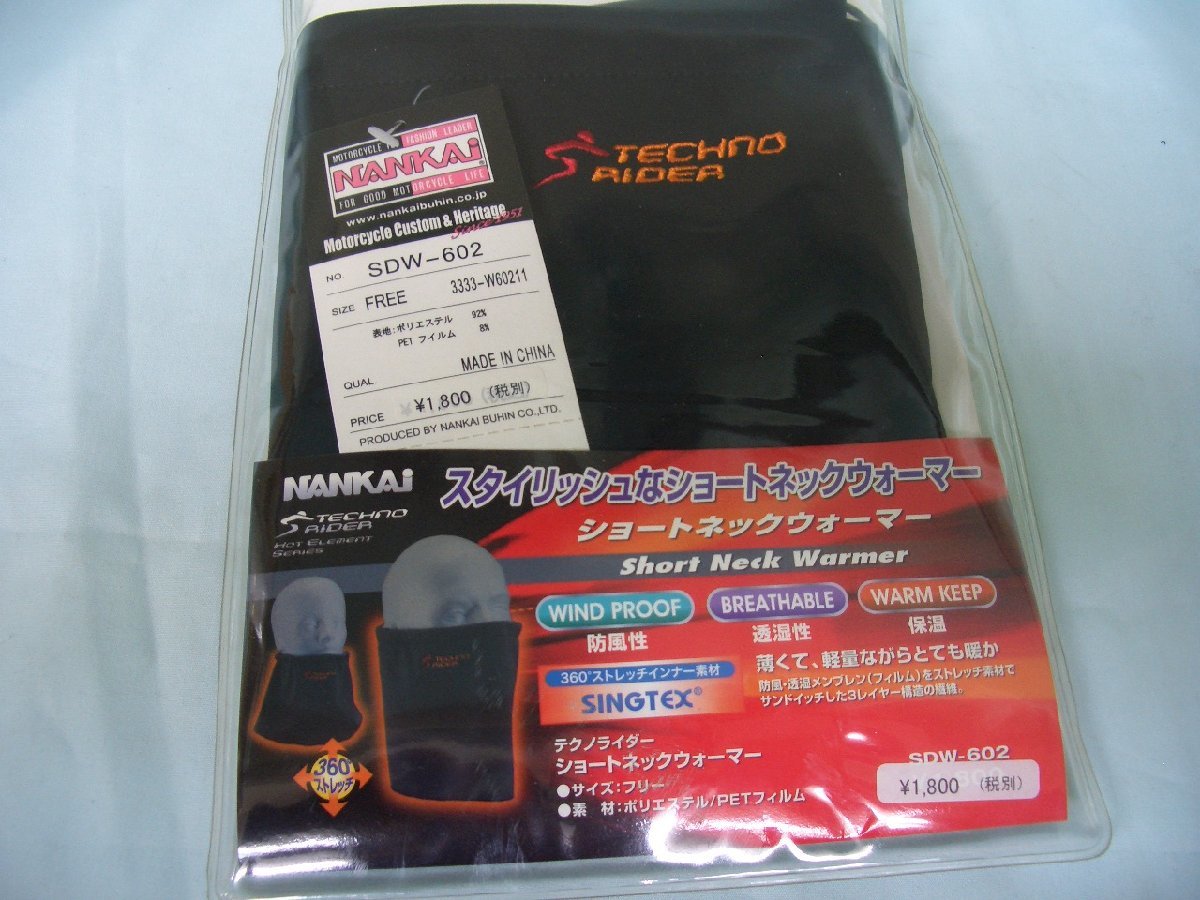 TECHNO
RIDER
MOTORCYCLE FASHION LEADER
NANKAi
FOR GOOD MOTORCYCLE LIFE
www.nankaibuhin.co.jp
Motorcycle Custom & Heritage
Since 1951
NO. SDW-602
SIZE FREE 3333-W60211
表地:ポリエステル 92%
PET フイルム 8%
QUAL MADE IN CHINA
PRICE ¥1,800 (税別)
PRODUCED BY NANKAI BUHIN CO.,LTD.
NANKAi
TECHNO
RIDER
HOT ELEMENT
SERIES
スタイリッシュなショートネックウォーマー
ショートネックウォーマー
Short Neck Warmer
WIND PROOF BREATHABLE WARM KEEP
防風性 透湿性 保温
薄くて、軽量ながらとても暖か
防風・透湿メンブレン(フィルム)をストレッチ素材で
サンドイッチした3レイヤー構造の繊維。
360°ストレッチインナー素材
SINGTEX®
TECHNO
RIDER
360°
ストレッチ
テクノライダー
ショートネックウォーマー
●サイズ:フリー
●素 材:ポリエステル/PETフィルム
SDW-602
¥1,800 (税別)